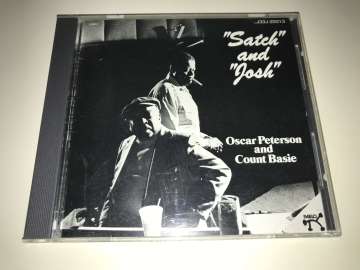 "Satch"
and
"Josh"
Oscar Peterson
and
Count Basie